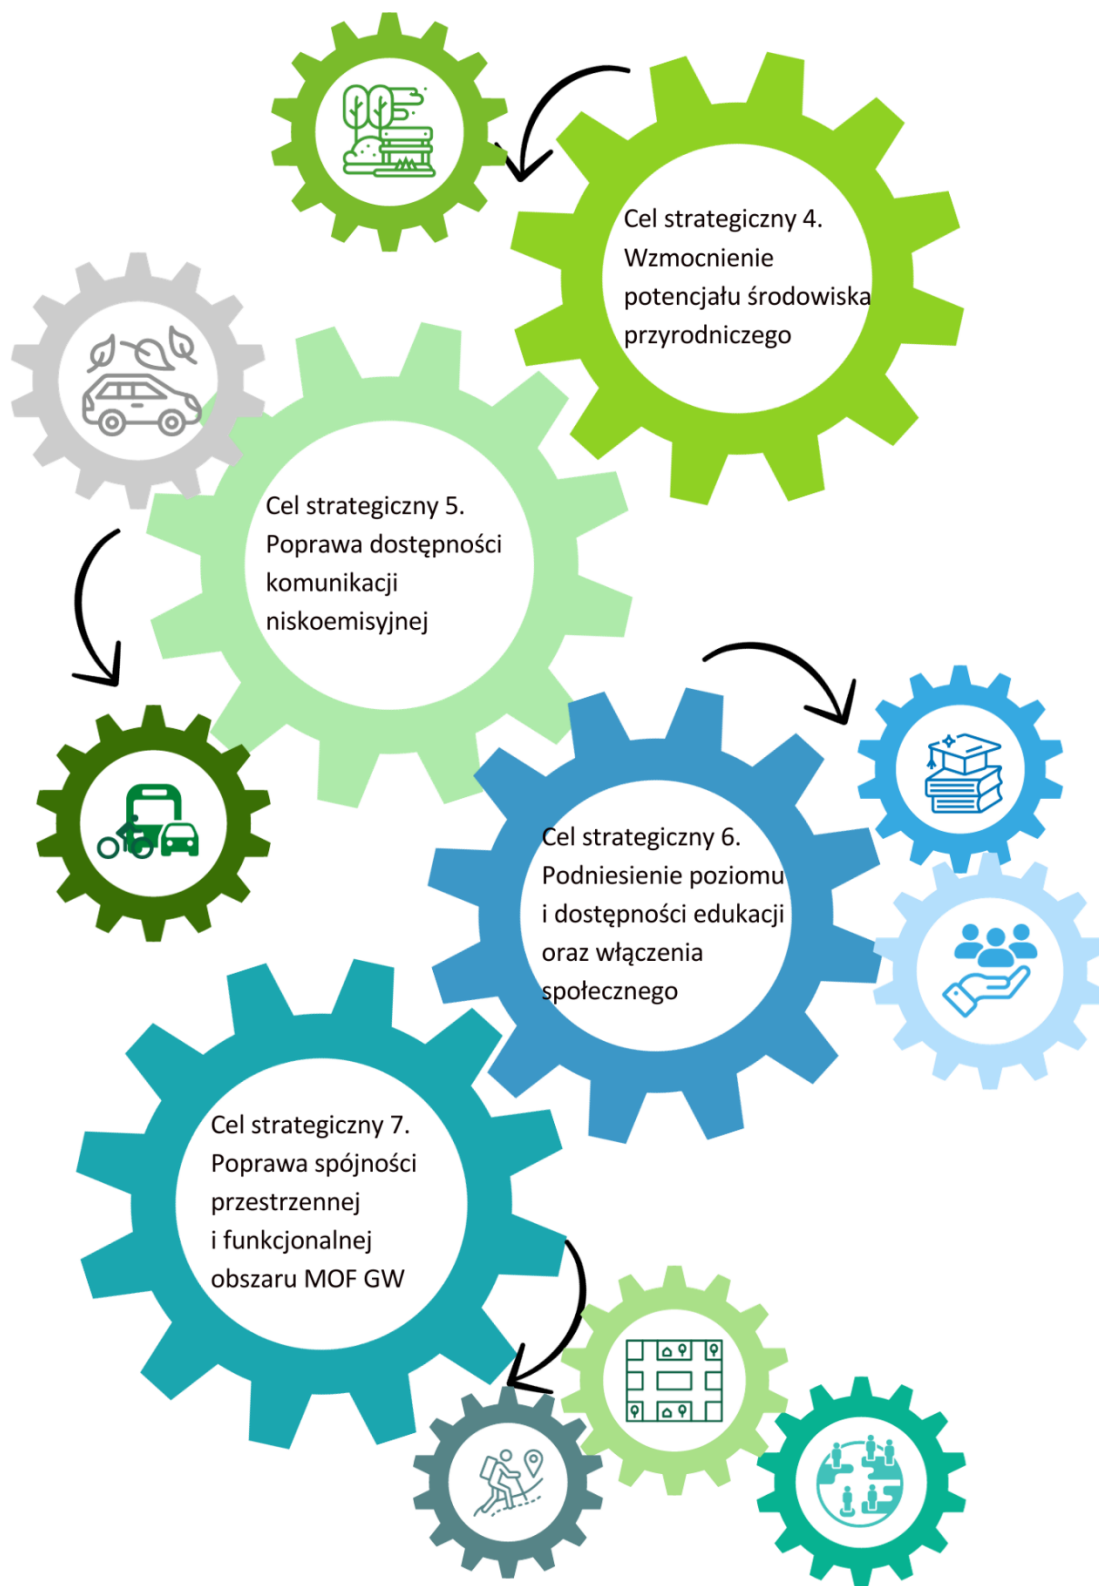 Cel strategiczny 4.
Wzmocnienie
potencjału środowiska
przyrodniczego
Cel strategiczny 5.
Poprawa dostępności
komunikacji
niskoemisyjnej
Cel strategiczny 6.
Podniesienie poziomu
i dostępności edukacji
oraz włączenia
społecznego
Cel strategiczny 7.
Poprawa spójności
przestrzennej
i funkcjonalnej
obszaru MOF GW